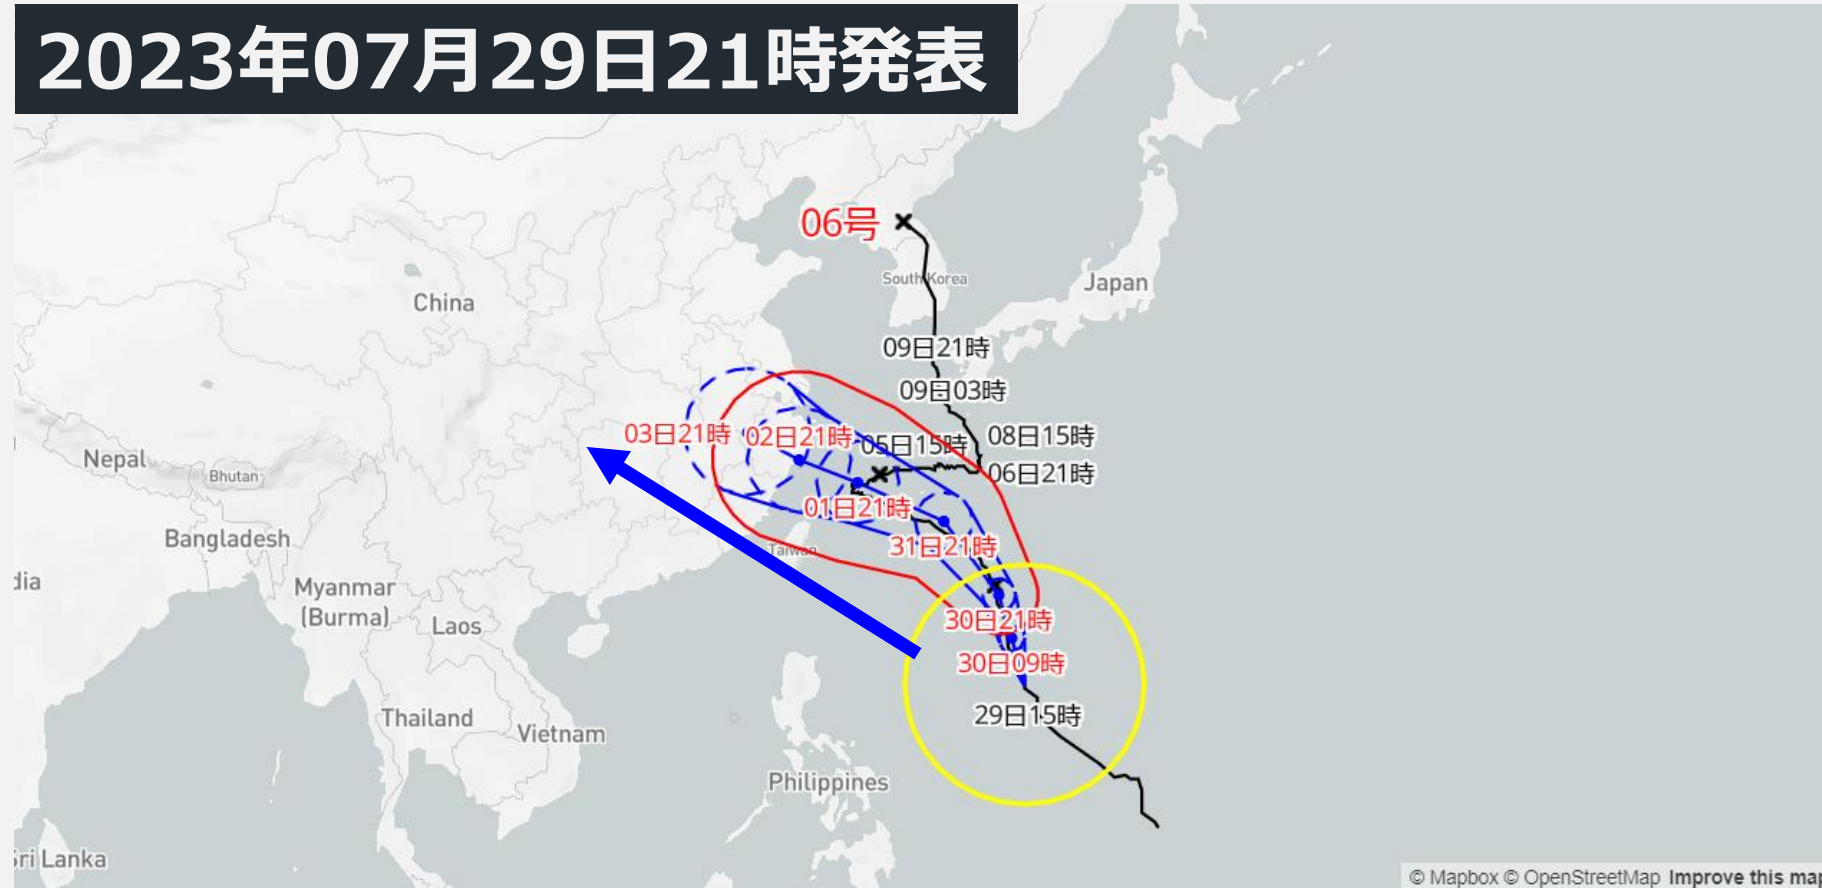 2023年07月29日21時発表
06号
South Korea
Japan
China
09日21時
09日03時
08日15時
03日21時
02日21時
05日15時
06日21時
Nepal
Bhutan
01日21時
Bangladesh
31日21時
Taiwan
Myanmar
(Burma)
Laos
30日21時
30日09時
29日15時
Thailand
Vietnam
Philippines
Sri Lanka
© Mapbox © OpenStreetMap Improve this map